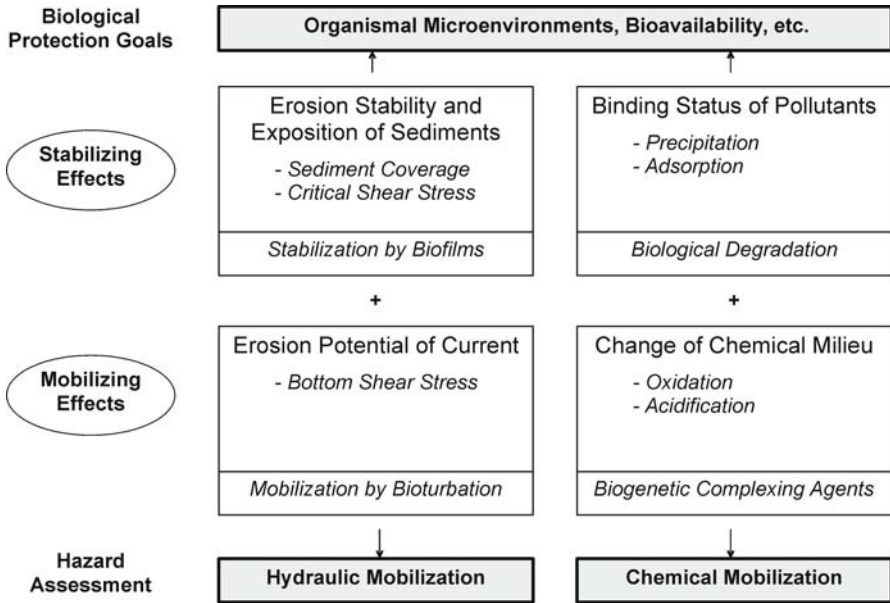 Biological
Protection Goals
Organismal Microenvironments, Bioavailability, etc.
Stabilizing
Effects
Erosion Stability and
Exposition of Sediments
- Sediment Coverage
- Critical Shear Stress
Stabilization by Biofilms
Binding Status of Pollutants
- Precipitation
- Adsorption
Biological Degradation
+
+
Mobilizing
Effects
Erosion Potential of Current
- Bottom Shear Stress
Mobilization by Bioturbation
Change of Chemical Milieu
- Oxidation
- Acidification
Biogenetic Complexing Agents
Hazard
Assessment
Hydraulic Mobilization
Chemical Mobilization